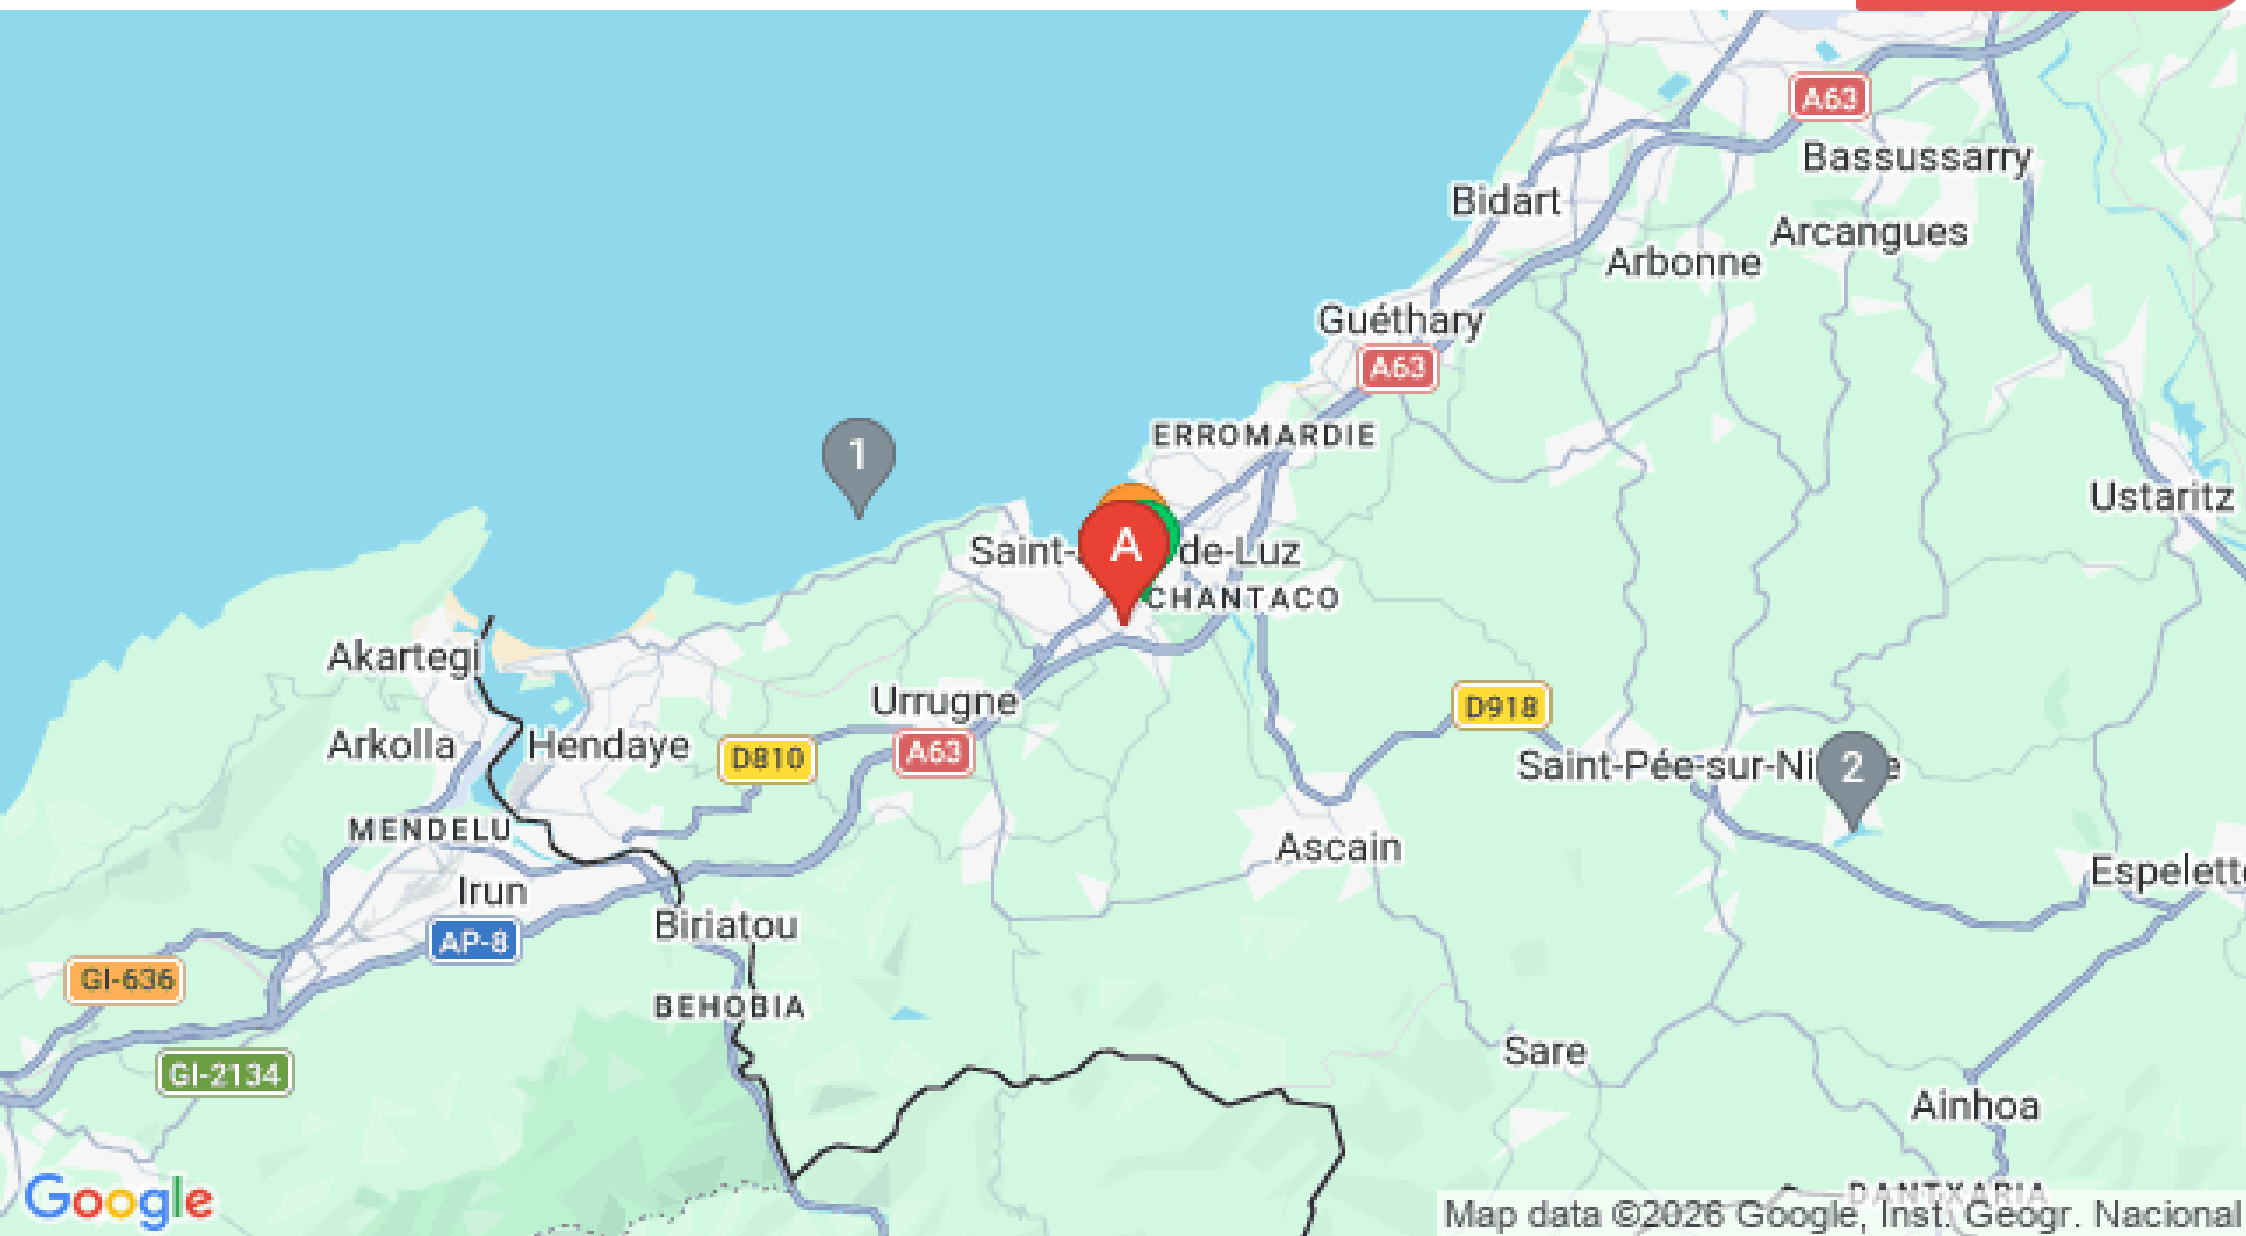 A63
Bassussarry
Bidart
Arcangues
Arbonne
Guéthary
A63
ERROMARDIE
1
Ustaritz
A
Saint-
de-Luz
CHANTACO
Akartegi
Urrugne
D918
Arkolla
Hendaye
D810
A63
Saint-Pée-sur-Ni
e
2
MENDELU
Ascain
Espelette
Irun
Biriatou
AP-8
GI-636
BEHOBIA
Sare
GI-2134
Ainhoa
DANTXARIA
Google
Map data ©2026 Google, Inst. Geogr. Nacional